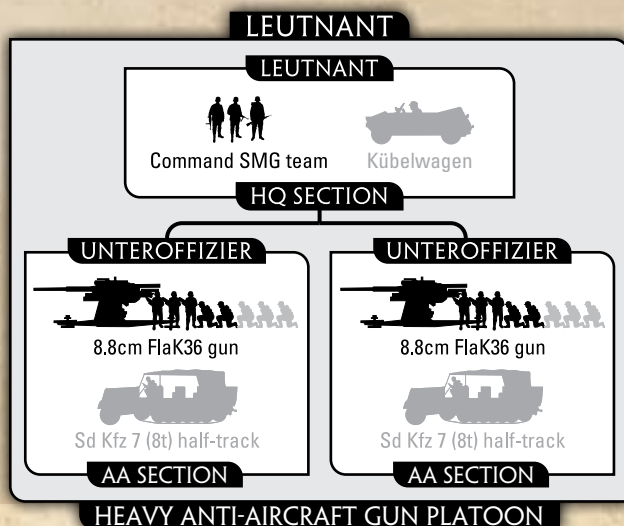 LEUTNANT
LEUTNANT
Command SMG team
Kübelwagen
HQ SECTION
UNTEROFFIZIER
8.8cm FlaK36 gun
Sd Kfz 7 (8t) half-track
AA SECTION
UNTEROFFIZIER
8.8cm FlaK36 gun
Sd Kfz 7 (8t) half-track
AA SECTION
HEAVY ANTI-AIRCRAFT GUN PLATOON